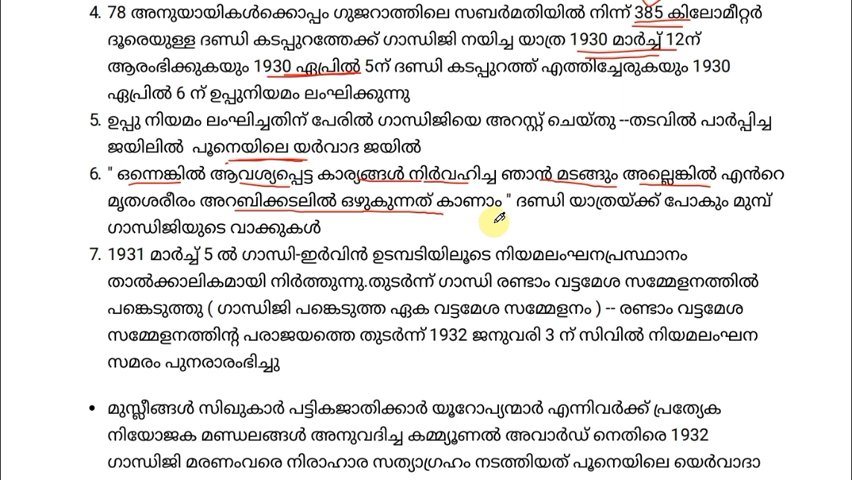 4. 78 അനുയായികൾക്കൊപ്പം ഗുജറാത്തിലെ സബർമതിയിൽ നിന്ന് 385 കിലോമീറ്റർ
ദൂരെയുള്ള ദണ്ഡി കടപ്പുറത്തേക്ക് ഗാന്ധിജി നയിച്ച യാത്ര 1930 മാർച്ച് 12ന്
ആരംഭിക്കുകയും 1930 ഏപ്രിൽ 5ന് ദണ്ഡി കടപ്പുറത്ത് എത്തിച്ചേരുകയും 1930
ഏപ്രിൽ 6 ന് ഉപ്പുനിയമം ലംഘിക്കുന്നു
5. ഉപ്പു നിയമം ലംഘിച്ചതിന് പേരിൽ ഗാന്ധിജിയെ അറസ്റ്റ് ചെയ്തു --തടവിൽ പാർപ്പിച്ച
ജയിലിൽ പൂനെയിലെ യർവാദ ജയിൽ
6. " ഒന്നെങ്കിൽ ആവശ്യപ്പെട്ട കാര്യങ്ങൾ നിർവഹിച്ച ഞാൻ മടങ്ങും അല്ലെങ്കിൽ എൻറെ
മൃതശരീരം അറബിക്കടലിൽ ഒഴുകുന്നത് കാണാം " ദണ്ഡി യാത്രയ്ക്ക് പോകും മുമ്പ്
ഗാന്ധിജിയുടെ വാക്കുകൾ
7. 1931 മാർച്ച് 5 ൽ ഗാന്ധി-ഇർവിൻ ഉടമ്പടിയിലൂടെ നിയമലംഘനപ്രസ്ഥാനം
താൽക്കാലികമായി നിർത്തുന്നു.തുടർന്ന് ഗാന്ധി രണ്ടാം വട്ടമേശ സമ്മേളനത്തിൽ
പങ്കെടുത്തു ( ഗാന്ധിജി പങ്കെടുത്ത ഏക വട്ടമേശ സമ്മേളനം ) -- രണ്ടാം വട്ടമേശ
സമ്മേളനത്തിന്റ പരാജയത്തെ തുടർന്ന് 1932 ജനുവരി 3 ന് സിവിൽ നിയമലംഘന
സമരം പുനരാരംഭിച്ചു
• മുസ്ലീങ്ങൾ സിഖുകാർ പട്ടികജാതിക്കാർ യൂറോപ്യന്മാർ എന്നിവർക്ക് പ്രത്യേക
നിയോജക മണ്ഡലങ്ങൾ അനുവദിച്ച കമ്മ്യൂണൽ അവാർഡ് നെതിരെ 1932
ഗാന്ധിജി മരണംവരെ നിരാഹാര സത്യാഗ്രഹം നടത്തിയത് പൂനെയിലെ യെർവാദാ